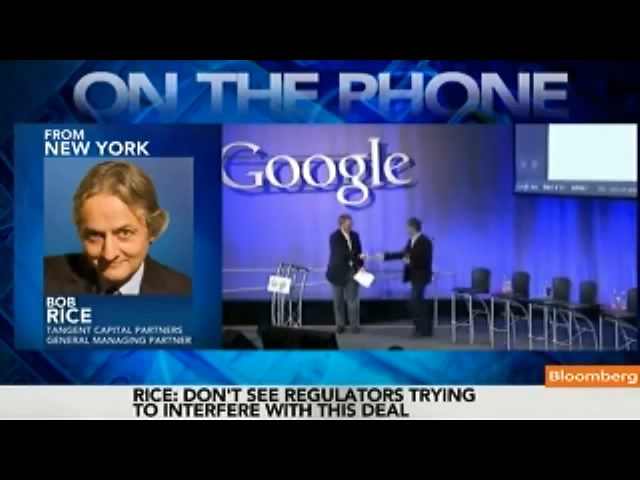 ON THE PHONE
FROM
NEW YORK
Google
BOB
RICE
TANGENT CAPITAL PARTNERS
GENERAL MANAGING PARTNER
Bloomberg
RICE: DON'T SEE REGULATORS TRYING
TO INTERFERE WITH THIS DEAL